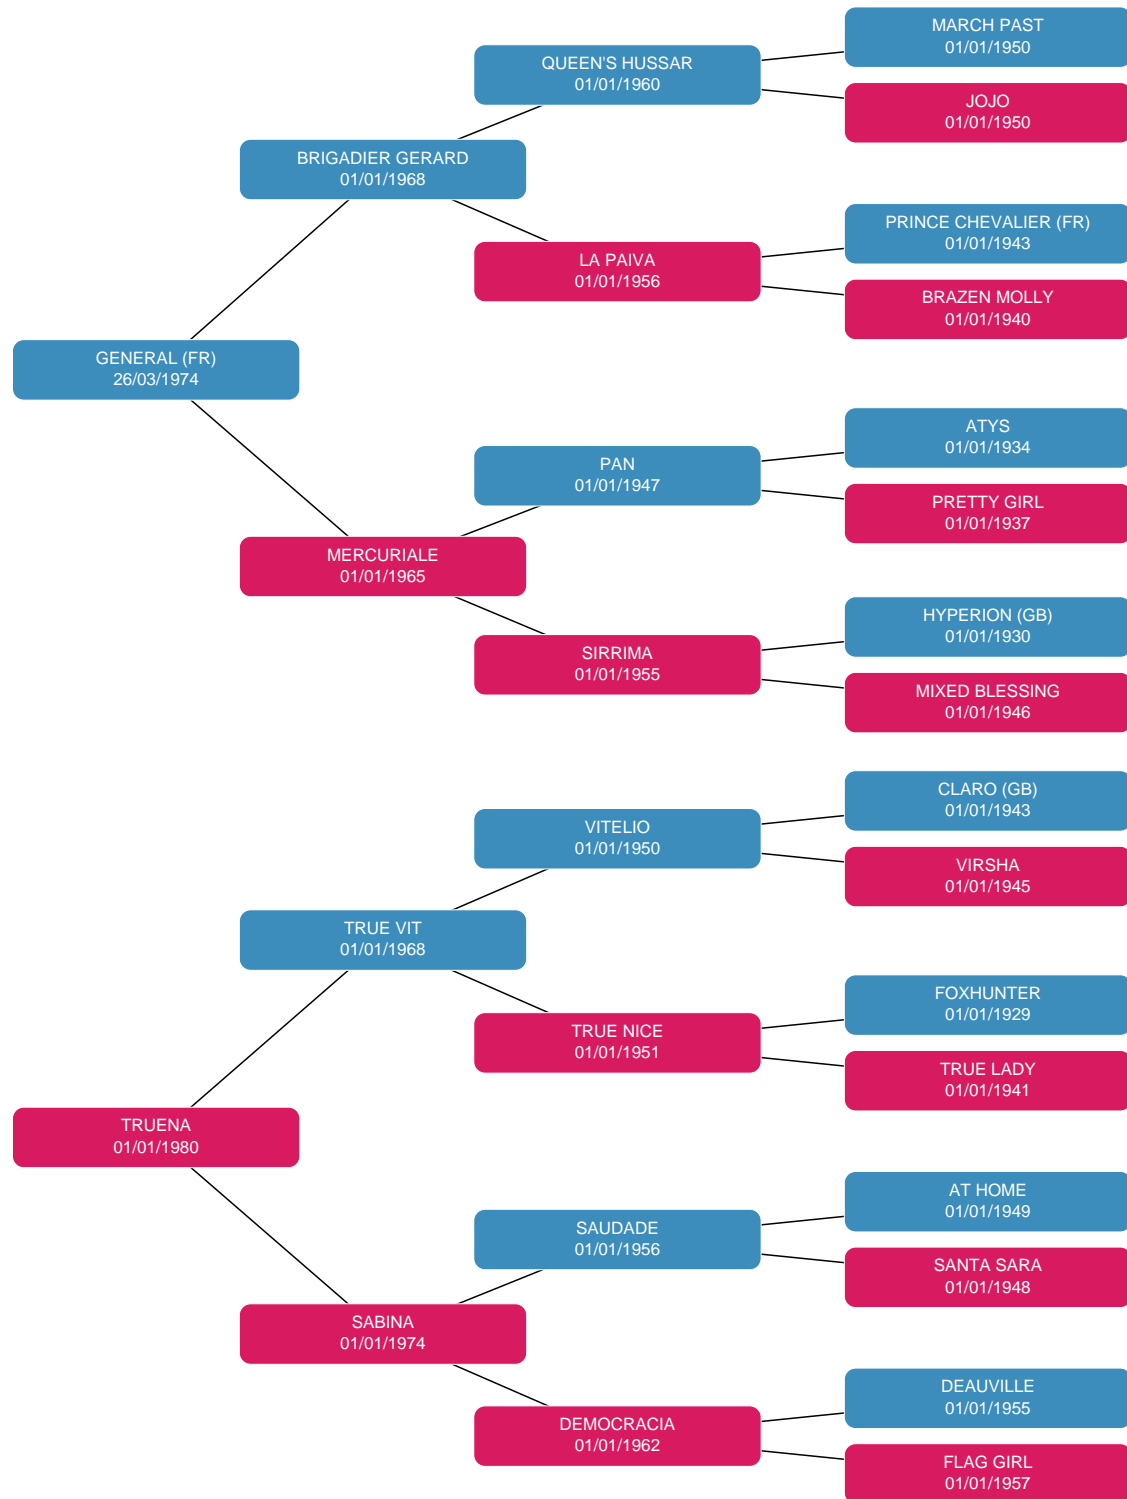 MARCH PAST
01/01/1950
QUEEN'S HUSSAR
01/01/1960
JOJO
01/01/1950
BRIGADIER GERARD
01/01/1968
PRINCE CHEVALIER (FR)
01/01/1943
LA PAIVA
01/01/1956
BRAZEN MOLLY
01/01/1940
GENERAL (FR)
26/03/1974
ATYS
01/01/1934
PAN
01/01/1947
PRETTY GIRL
01/01/1937
MERCURIALE
01/01/1965
HYPERION (GB)
01/01/1930
SIRRIMA
01/01/1955
MIXED BLESSING
01/01/1946
CLARO (GB)
01/01/1943
VITELIO
01/01/1950
VIRSHA
01/01/1945
TRUE VIT
01/01/1968
FOXHUNTER
01/01/1929
TRUE NICE
01/01/1951
TRUE LADY
01/01/1941
TRUENA
01/01/1980
AT HOME
01/01/1949
SAUDADE
01/01/1956
SANTA SARA
01/01/1948
SABINA
01/01/1974
DEAUVILLE
01/01/1955
DEMOCRACIA
01/01/1962
FLAG GIRL
01/01/1957